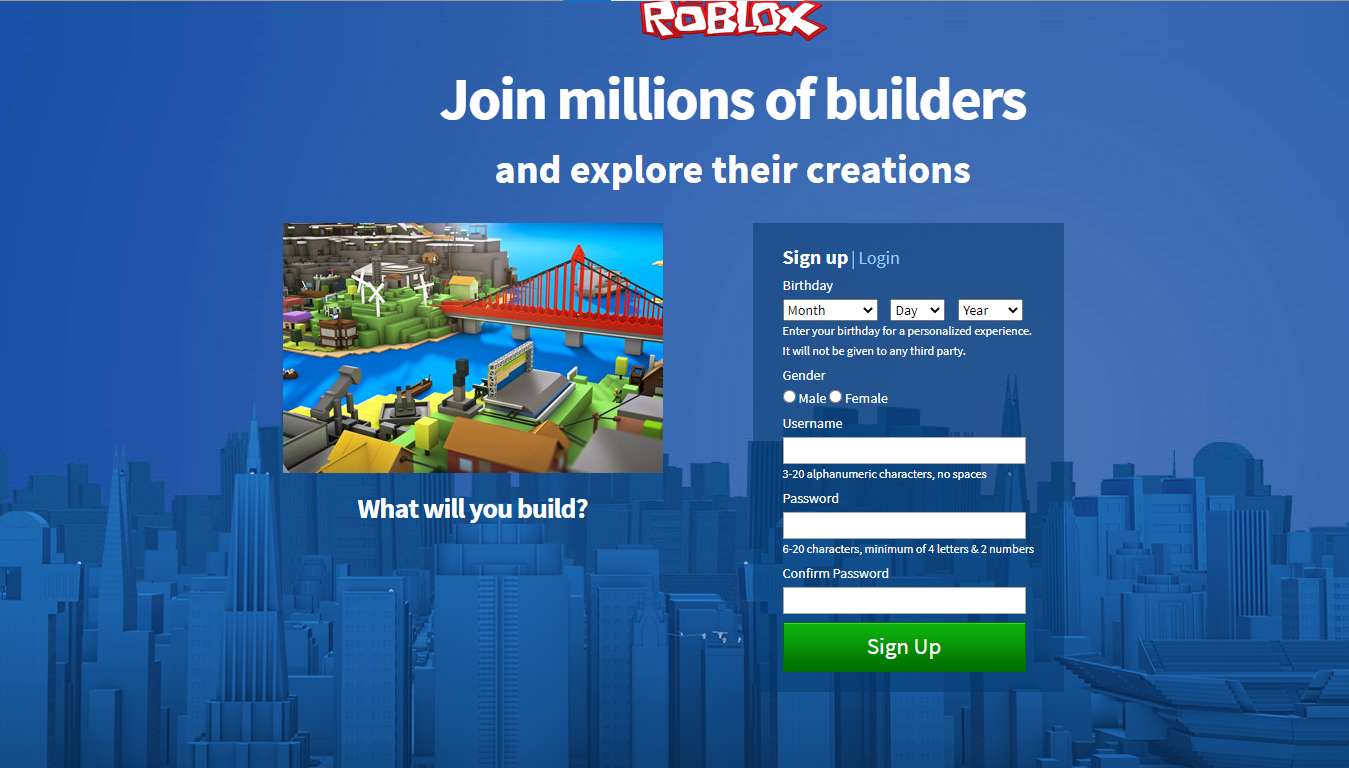 ROBLOX
Join millions of builders
and explore their creations
Sign up | Login
Birthday
Month Day Year
Enter your birthday for a personalized experience.
It will not be given to any third party.
Gender
Male Female
Username
3-20 alphanumeric characters, no spaces
Password
6-20 characters, minimum of 4 letters & 2 numbers
Confirm Password
Sign Up
What will you build?